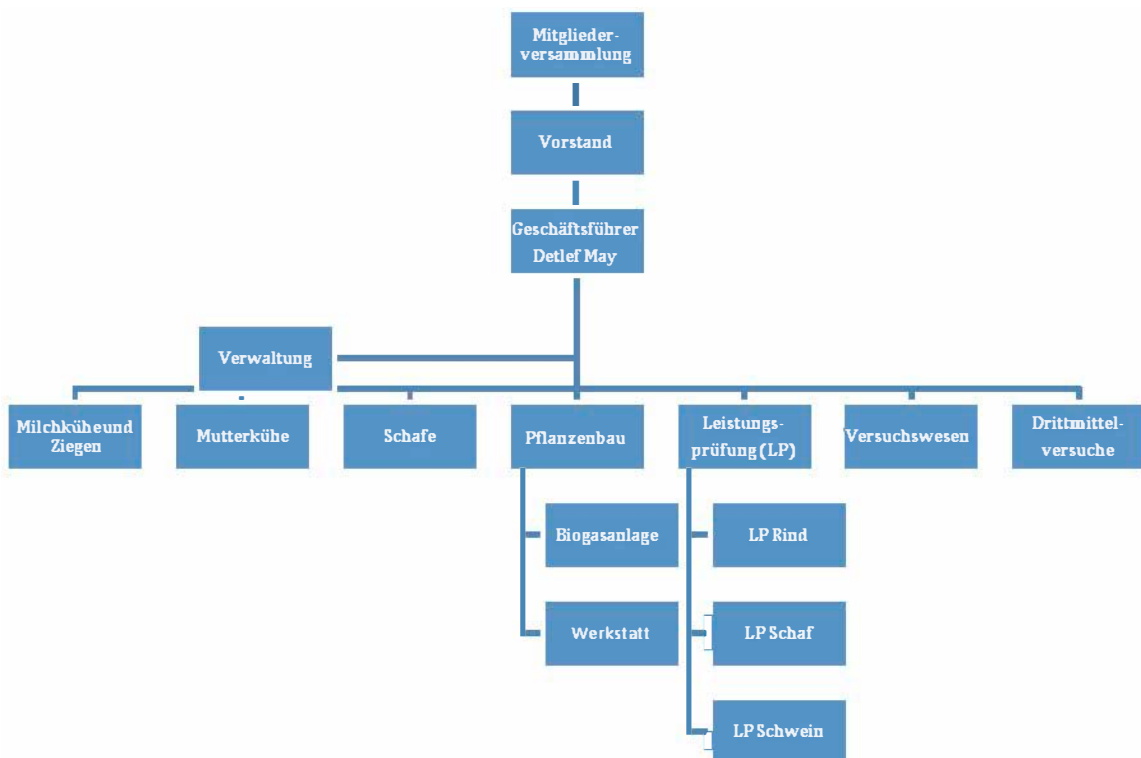 Mitglieder-
versammlung
Vorstand
Geschäftsführer
Detlef May
Verwaltung
Milchkühe und
Ziegen
Mutterkühe
Schafe
Pflanzenbau
Leistungs-
prüfung (LP)
Versuchswesen
Drittmittel-
versuche
Biogasanlage
LP Rind
Werkstatt
LP Schaf
LP Schwein